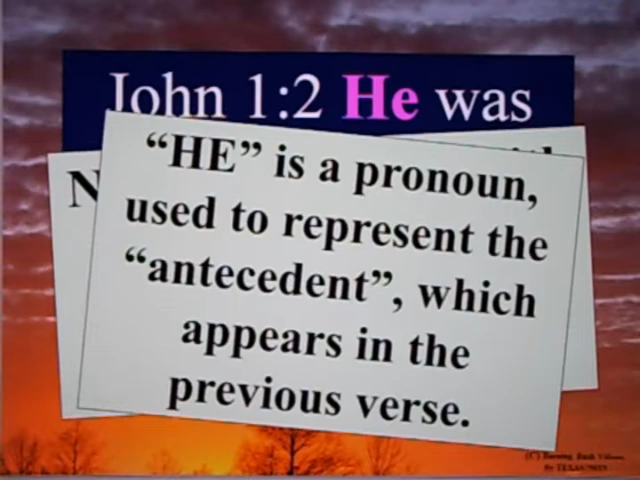 John 1:2 He was
N
"HE" is a pronoun,
used to represent the
"antecedent", which
appears in the
previous verse.